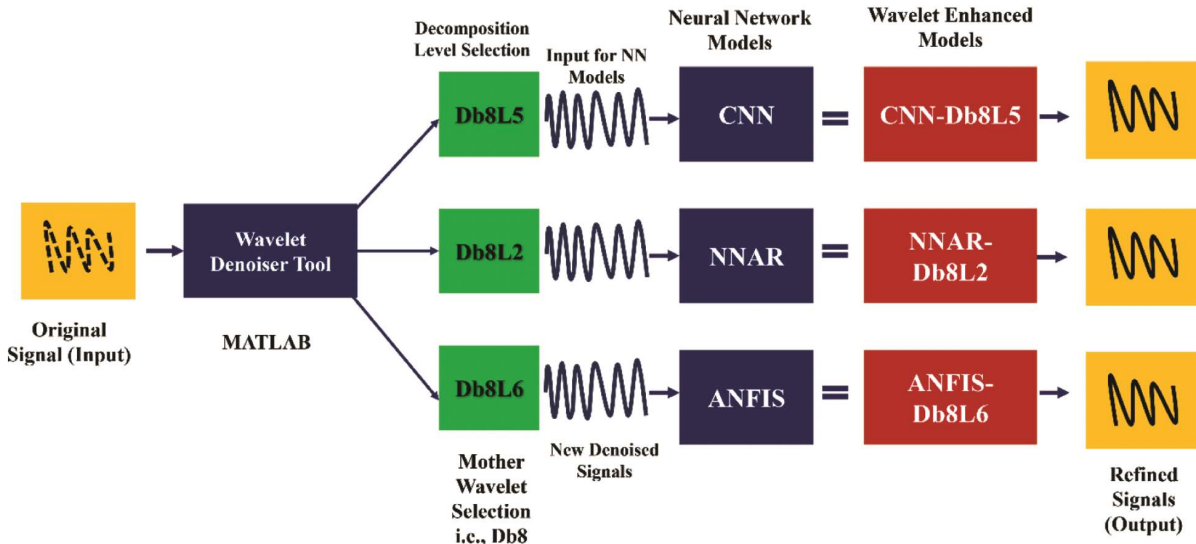 Decomposition
Level Selection
Input for NN
Models
Neural Network
Models
Wavelet Enhanced
Models
Db8L5
CNN
=
CNN-Db8L5
Wavelet
Denoiser Tool
Db8L2
NNAR
=
NNAR-
Db8L2
Original
Signal (Input)
MATLAB
Db8L6
ANFIS
=
ANFIS-
Db8L6
New Denoised
Signals
Mother
Wavelet
Selection
i.e., Db8
Refined
Signals
(Output)